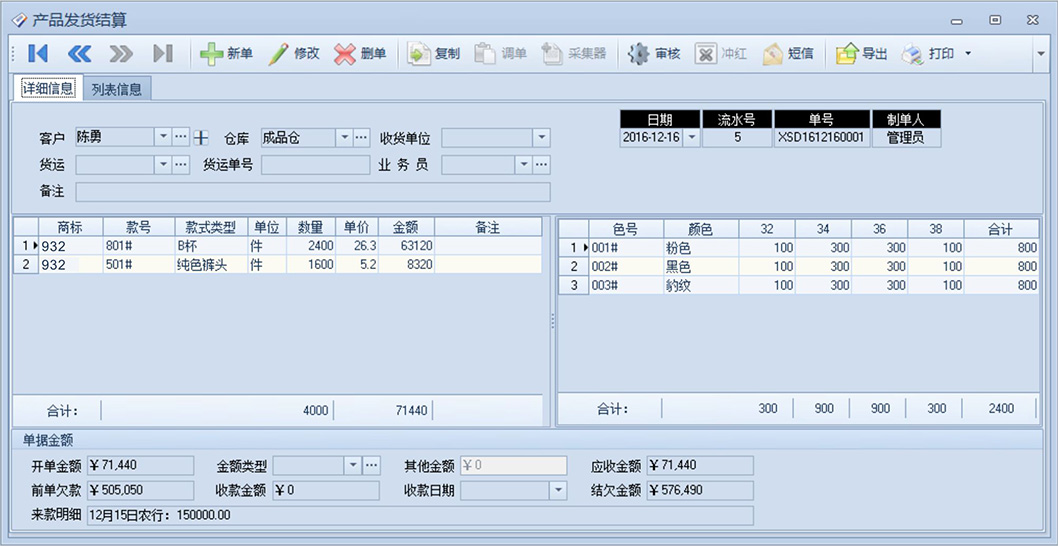 产品发货结算
新单 修改 删单 复制 调单 采集器 审核 冲红 短信 导出 打印
详细信息 列表信息
日期 流水号 单号 制单人
客户 陈勇 仓库 成品仓 收货单位 2016-12-16 5 XSD1612160001 管理员
货运 货运单号 业务员
备注
商标 款号 款式类型 单位 数量 单价 金额 备注
1 932 801# B杯 件 2400 26.3 63120
2 932 501# 纯色裤头 件 1600 5.2 8320
合计: 4000 71440
色号 颜色 32 34 36 38 合计
1 001# 粉色 100 300 300 100 800
2 002# 黑色 100 300 300 100 800
3 003# 豹纹 100 300 300 100 800
合计: 300 900 900 300 2400
单据金额
开单金额 ¥71,440 金额类型 其他金额 ¥0 应收金额 ¥71,440
前单欠款 ¥505,050 收款金额 ¥0 收款日期 结欠金额 ¥576,490
来款明细 12月15日农行: 150000.00